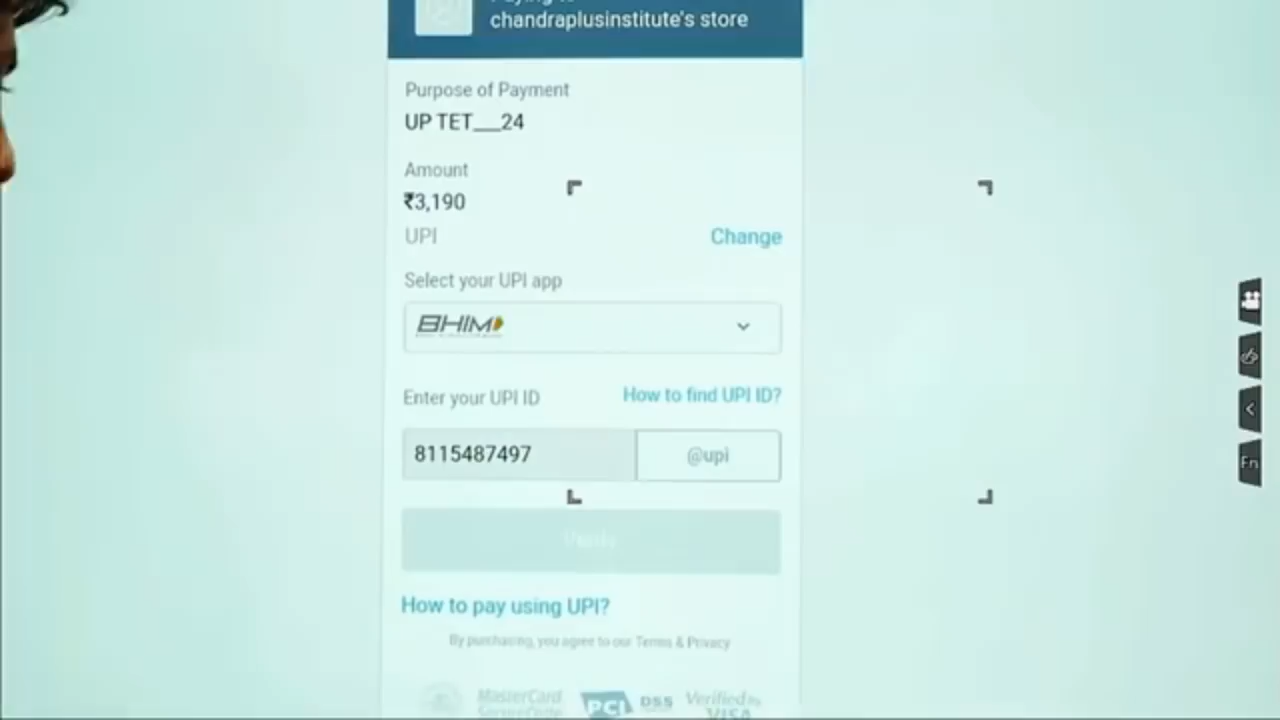 chandraplusinstitute's store
Purpose of Payment
UP TET___24
Amount
₹3,190
UPI
Change
Select your UPI app
BHIM
Enter your UPI ID
How to find UPI ID?
8115487497
@upi
How to pay using UPI?
By purchasing, you agree to our Terms & Privacy
MasterCard
SecureCode
PCI
DSS
Verified by
VISA
Fn